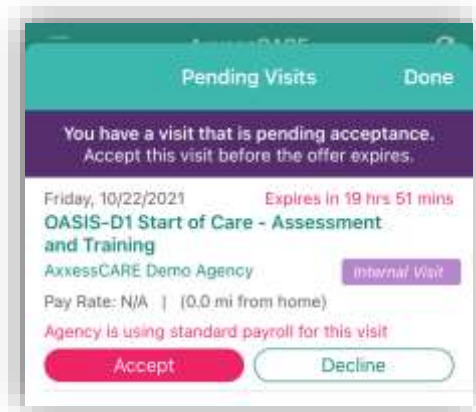 Pending Visits Done
You have a visit that is pending acceptance.
Accept this visit before the offer expires.
Friday, 10/22/2021 Expires in 19 hrs 51 mins
OASIS-D1 Start of Care - Assessment
and Training
AxxessCARE Demo Agency Internal Visit
Pay Rate: N/A | (0.0 mi from home)
Agency is using standard payroll for this visit
Accept Decline